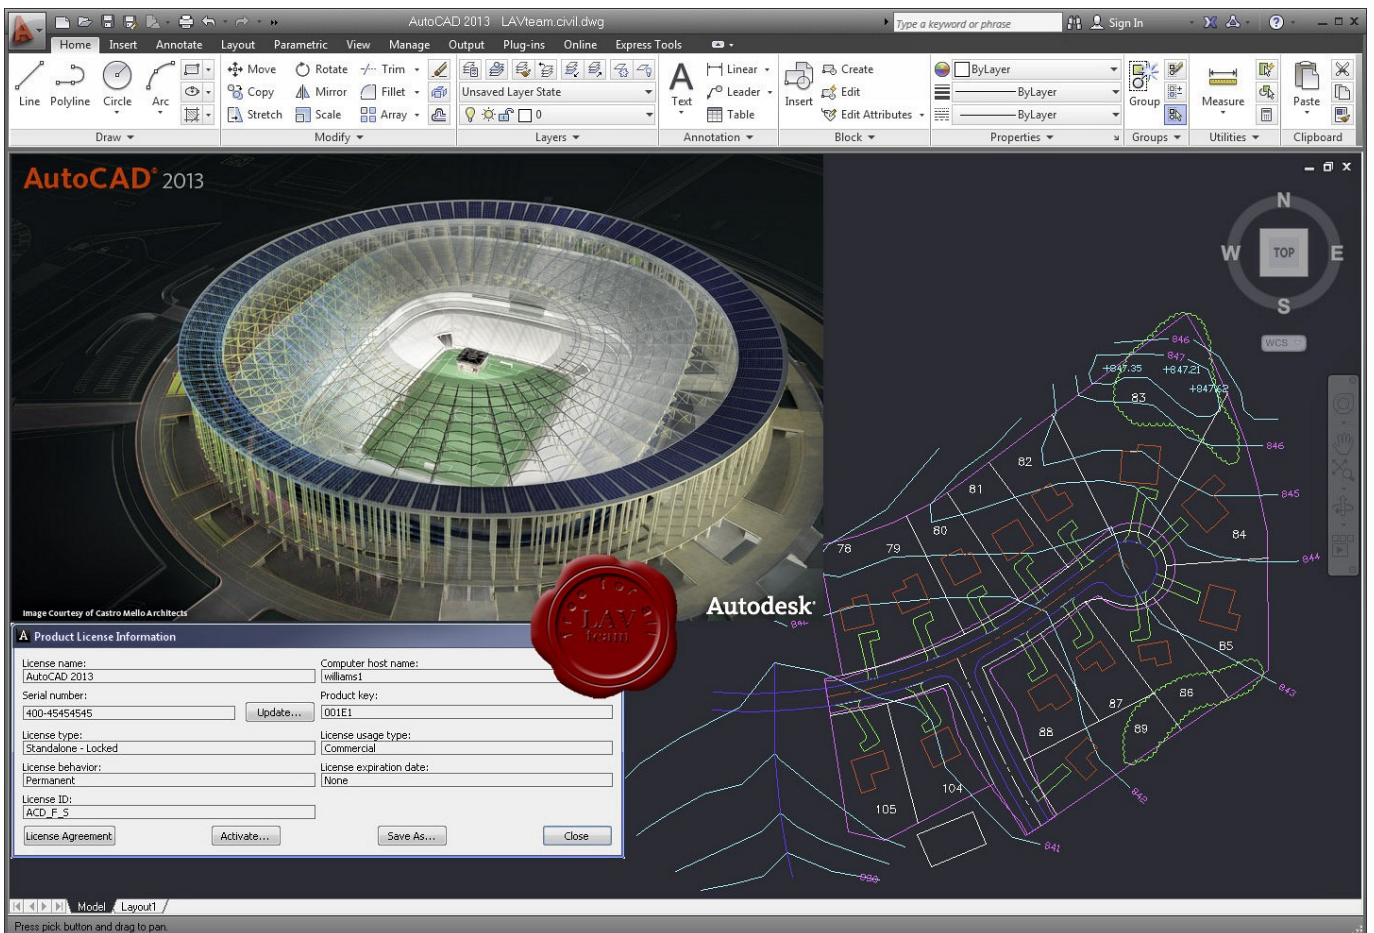 AutoCAD 2013 LAVteam.civil.dwg
Type a keyword or phrase
Sign In
Home Insert Annotate Layout Parametric View Manage Output Plug-ins Online Express Tools
Line Polyline Circle Arc
Move Rotate Trim
Copy Mirror Fillet
Stretch Scale Array
Unsaved Layer State
0
Text
Linear
Leader
Table
Insert
Create
Edit
Edit Attributes
ByLayer
ByLayer
ByLayer
Group
Measure
Paste
Draw Modify Layers Annotation Block Properties Groups Utilities Clipboard
AutoCAD® 2013
N
W TOP E
S
WCS
846
847
+847.35 +847.21
+847.62
83
846
82
845
81
80
84
78 79
844
Image Courtesy of Castro Mello Architects
Autodesk®
free for all
LAV
team
85
843
86
87
88 89
842
104
105
841
A Product License Information
License name:
AutoCAD 2013
Computer host name:
williams1
Serial number:
400-45454545
Update...
Product key:
001E1
License type:
Standalone - Locked
License usage type:
Commercial
License behavior:
Permanent
License expiration date:
None
License ID:
ACD_F_S
License Agreement Activate... Save As... Close
Model Layout1
Press pick button and drag to pan.